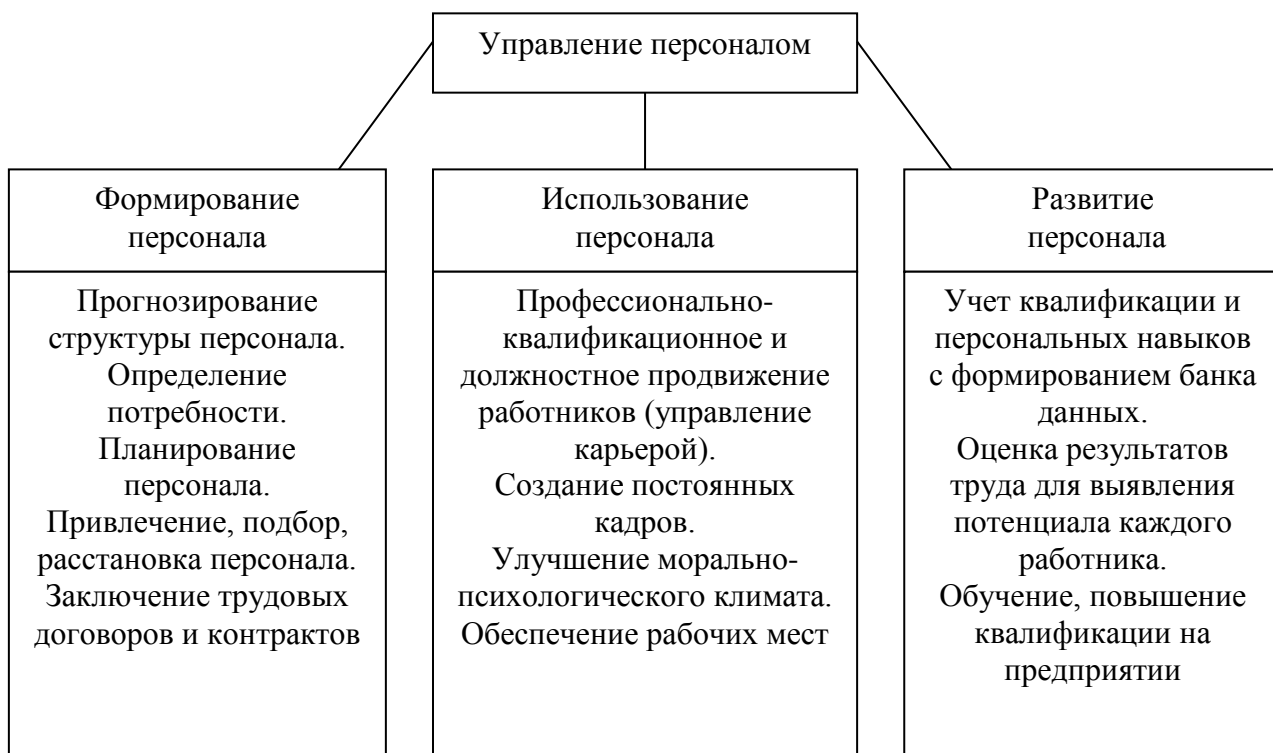 Управление персоналом
Формирование
персонала
Прогнозирование
структуры персонала.
Определение
потребности.
Планирование
персонала.
Привлечение, подбор,
расстановка персонала.
Заключение трудовых
договоров и контрактов
Использование
персонала
Профессионально-
квалификационное и
должностное продвижение
работников (управление
карьерой).
Создание постоянных
кадров.
Улучшение морально-
психологического климата.
Обеспечение рабочих мест
Развитие
персонала
Учет квалификации и
персональных навыков
с формированием банка
данных.
Оценка результатов
труда для выявления
потенциала каждого
работника.
Обучение, повышение
квалификации на
предприятии